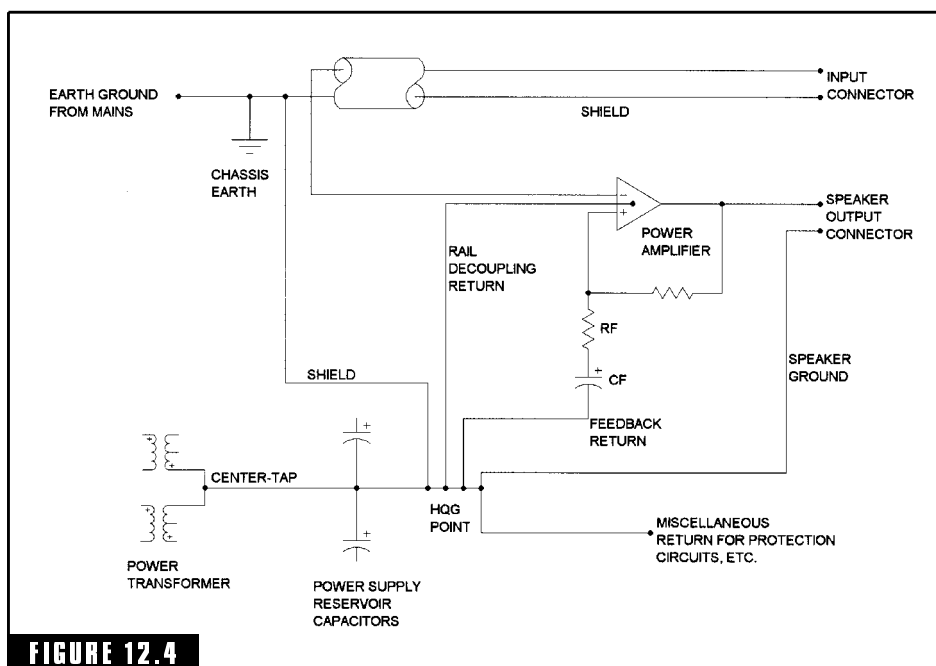 EARTH GROUND
FROM MAINS
CHASSIS
EARTH
INPUT
CONNECTOR
SHIELD
−
+
POWER
AMPLIFIER
SPEAKER
OUTPUT
CONNECTOR
RAIL
DECOUPLING
RETURN
RF
+
CF
FEEDBACK
RETURN
SPEAKER
GROUND
SHIELD
+
+
+
CENTER-TAP
+
+
+
HQG
POINT
MISCELLANEOUS
RETURN FOR PROTECTION
CIRCUITS, ETC.
POWER
TRANSFORMER
POWER SUPPLY
RESERVOIR
CAPACITORS
FIGURE 12.4